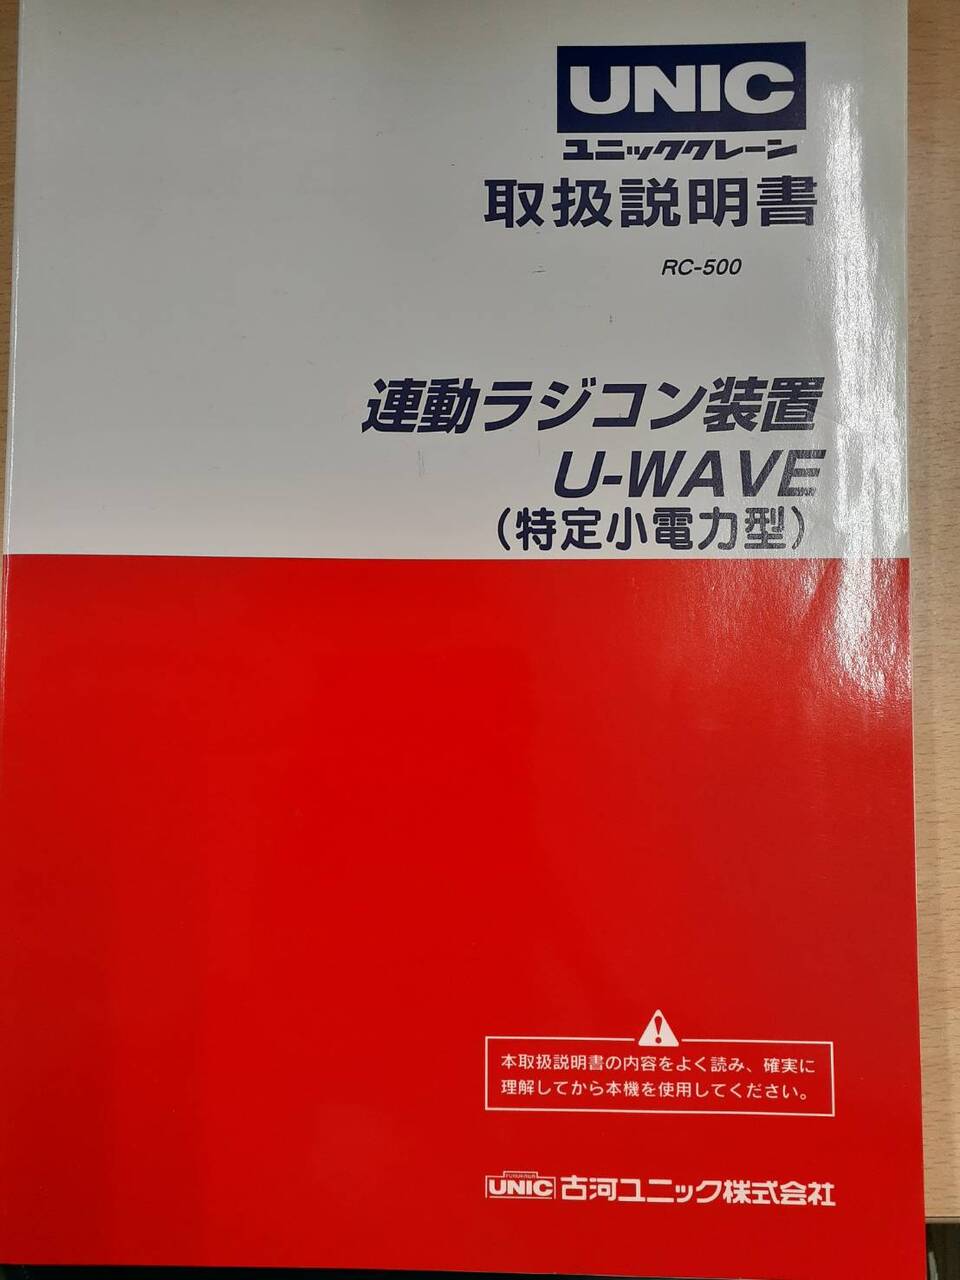 UNIC
ユニッククレーン
取扱説明書
RC-500
連動ラジコン装置
U-WAVE
(特定小電力型)
本取扱説明書の内容をよく読み、確実に
理解してから本機を使用してください。
FURUKAWA
UNIC 古河ユニック株式会社